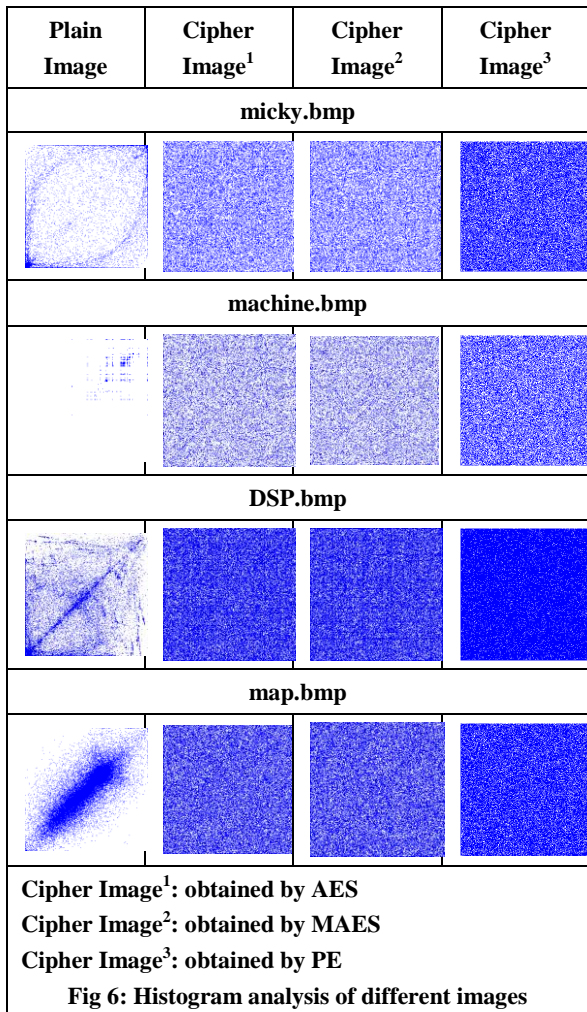 Plain Image Cipher Image¹ Cipher Image² Cipher Image³
micky.bmp
machine.bmp
DSP.bmp
map.bmp
Cipher Image¹: obtained by AES
Cipher Image²: obtained by MAES
Cipher Image³: obtained by PE
Fig 6: Histogram analysis of different images